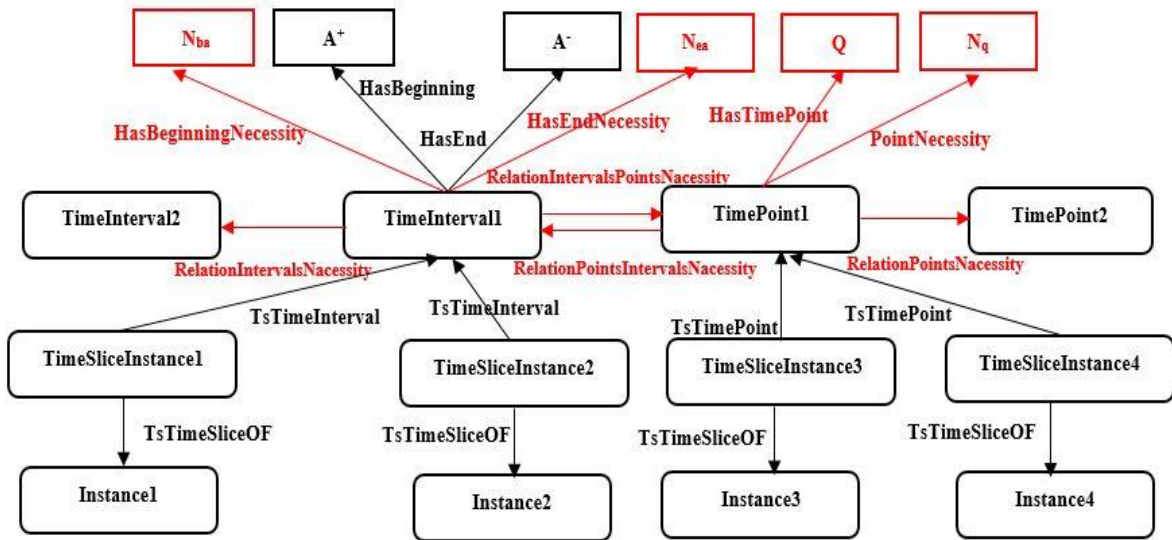 Nba A+ A- Nea Q Nq
HasBeginning
HasBeginningNecessity
HasEnd
HasEndNecessity
HasTimePoint
PointNecessity
RelationIntervalsPointsNacessity
TimeInterval2 TimeInterval1 TimePoint1 TimePoint2
RelationIntervalsNacessity RelationPointsIntervalsNacessity RelationPointsNacessity
TsTimeInterval TsTimeInterval TsTimePoint TsTimePoint
TimeSliceInstance1 TimeSliceInstance2 TimeSliceInstance3 TimeSliceInstance4
TsTimeSliceOF TsTimeSliceOF TsTimeSliceOF TsTimeSliceOF
Instance1 Instance2 Instance3 Instance4